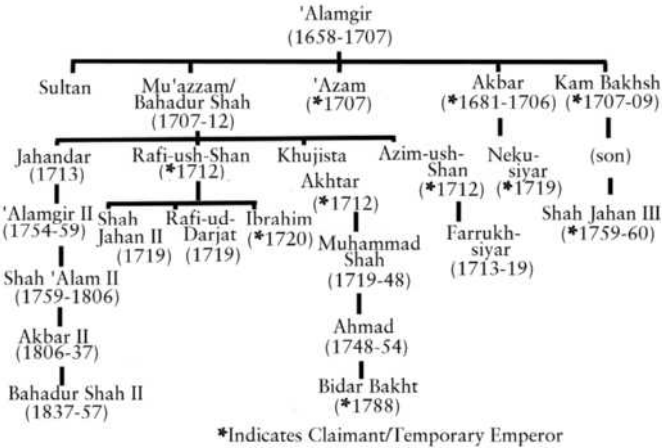 'Alamgir
(1658-1707)
Sultan
Mu'azzam/
Bahadur Shah
(1707-12)
'Azam
(*1707)
Akbar
(*1681-1706)
Kam Bakhsh
(*1707-09)
Jahandar
(1713)
Rafi-ush-Shan
(*1712)
Khujista
Akhtar
(*1712)
Azim-ush-
Shan
(*1712)
Neku-
siyar
(*1719)
(son)
'Alamgir II
(1754-59)
Shah
Jahan II
(1719)
Rafi-ud-
Darjat
(1719)
Ibrahim
(*1720)
Muhammad
Shah
(1719-48)
Farrukh-
siyar
(1713-19)
Shah Jahan III
(*1759-60)
Shah 'Alam II
(1759-1806)
Ahmad
(1748-54)
Akbar II
(1806-37)
Bidar Bakht
(*1788)
Bahadur Shah II
(1837-57)
*Indicates Claimant/Temporary Emperor